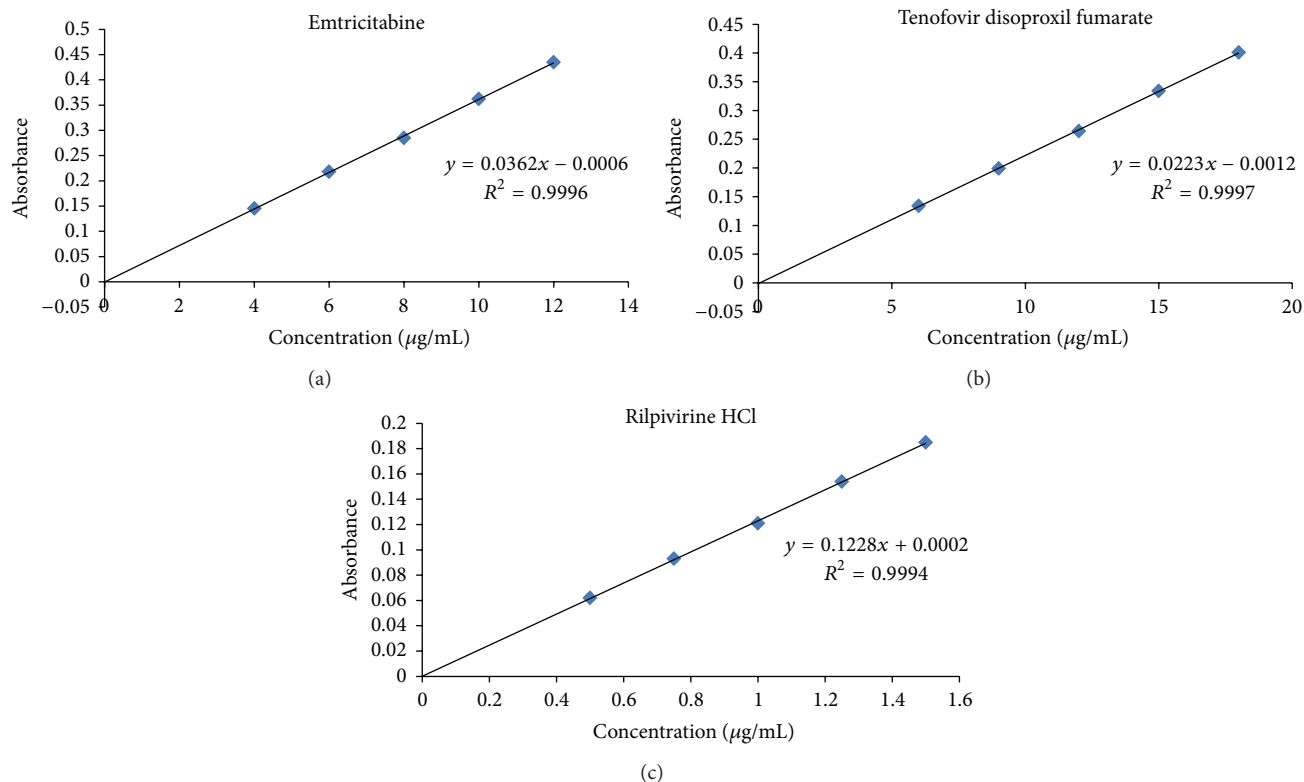 Emtricitabine
0.5
0.45
0.4
0.35
0.3
0.25
0.2
0.15
0.1
0.05
0
−0.05
Absorbance
y = 0.0362x − 0.0006
R² = 0.9996
0 2 4 6 8 10 12 14
Concentration (μg/mL)
(a)
Tenofovir disoproxil fumarate
0.45
0.4
0.35
0.3
0.25
0.2
0.15
0.1
0.05
0
−0.05
Absorbance
y = 0.0223x − 0.0012
R² = 0.9997
0 5 10 15 20
Concentration (μg/mL)
(b)
Rilpivirine HCl
0.2
0.18
0.16
0.14
0.12
0.1
0.08
0.06
0.04
0.02
0
Absorbance
y = 0.1228x + 0.0002
R² = 0.9994
0 0.2 0.4 0.6 0.8 1 1.2 1.4 1.6
Concentration (μg/mL)
(c)